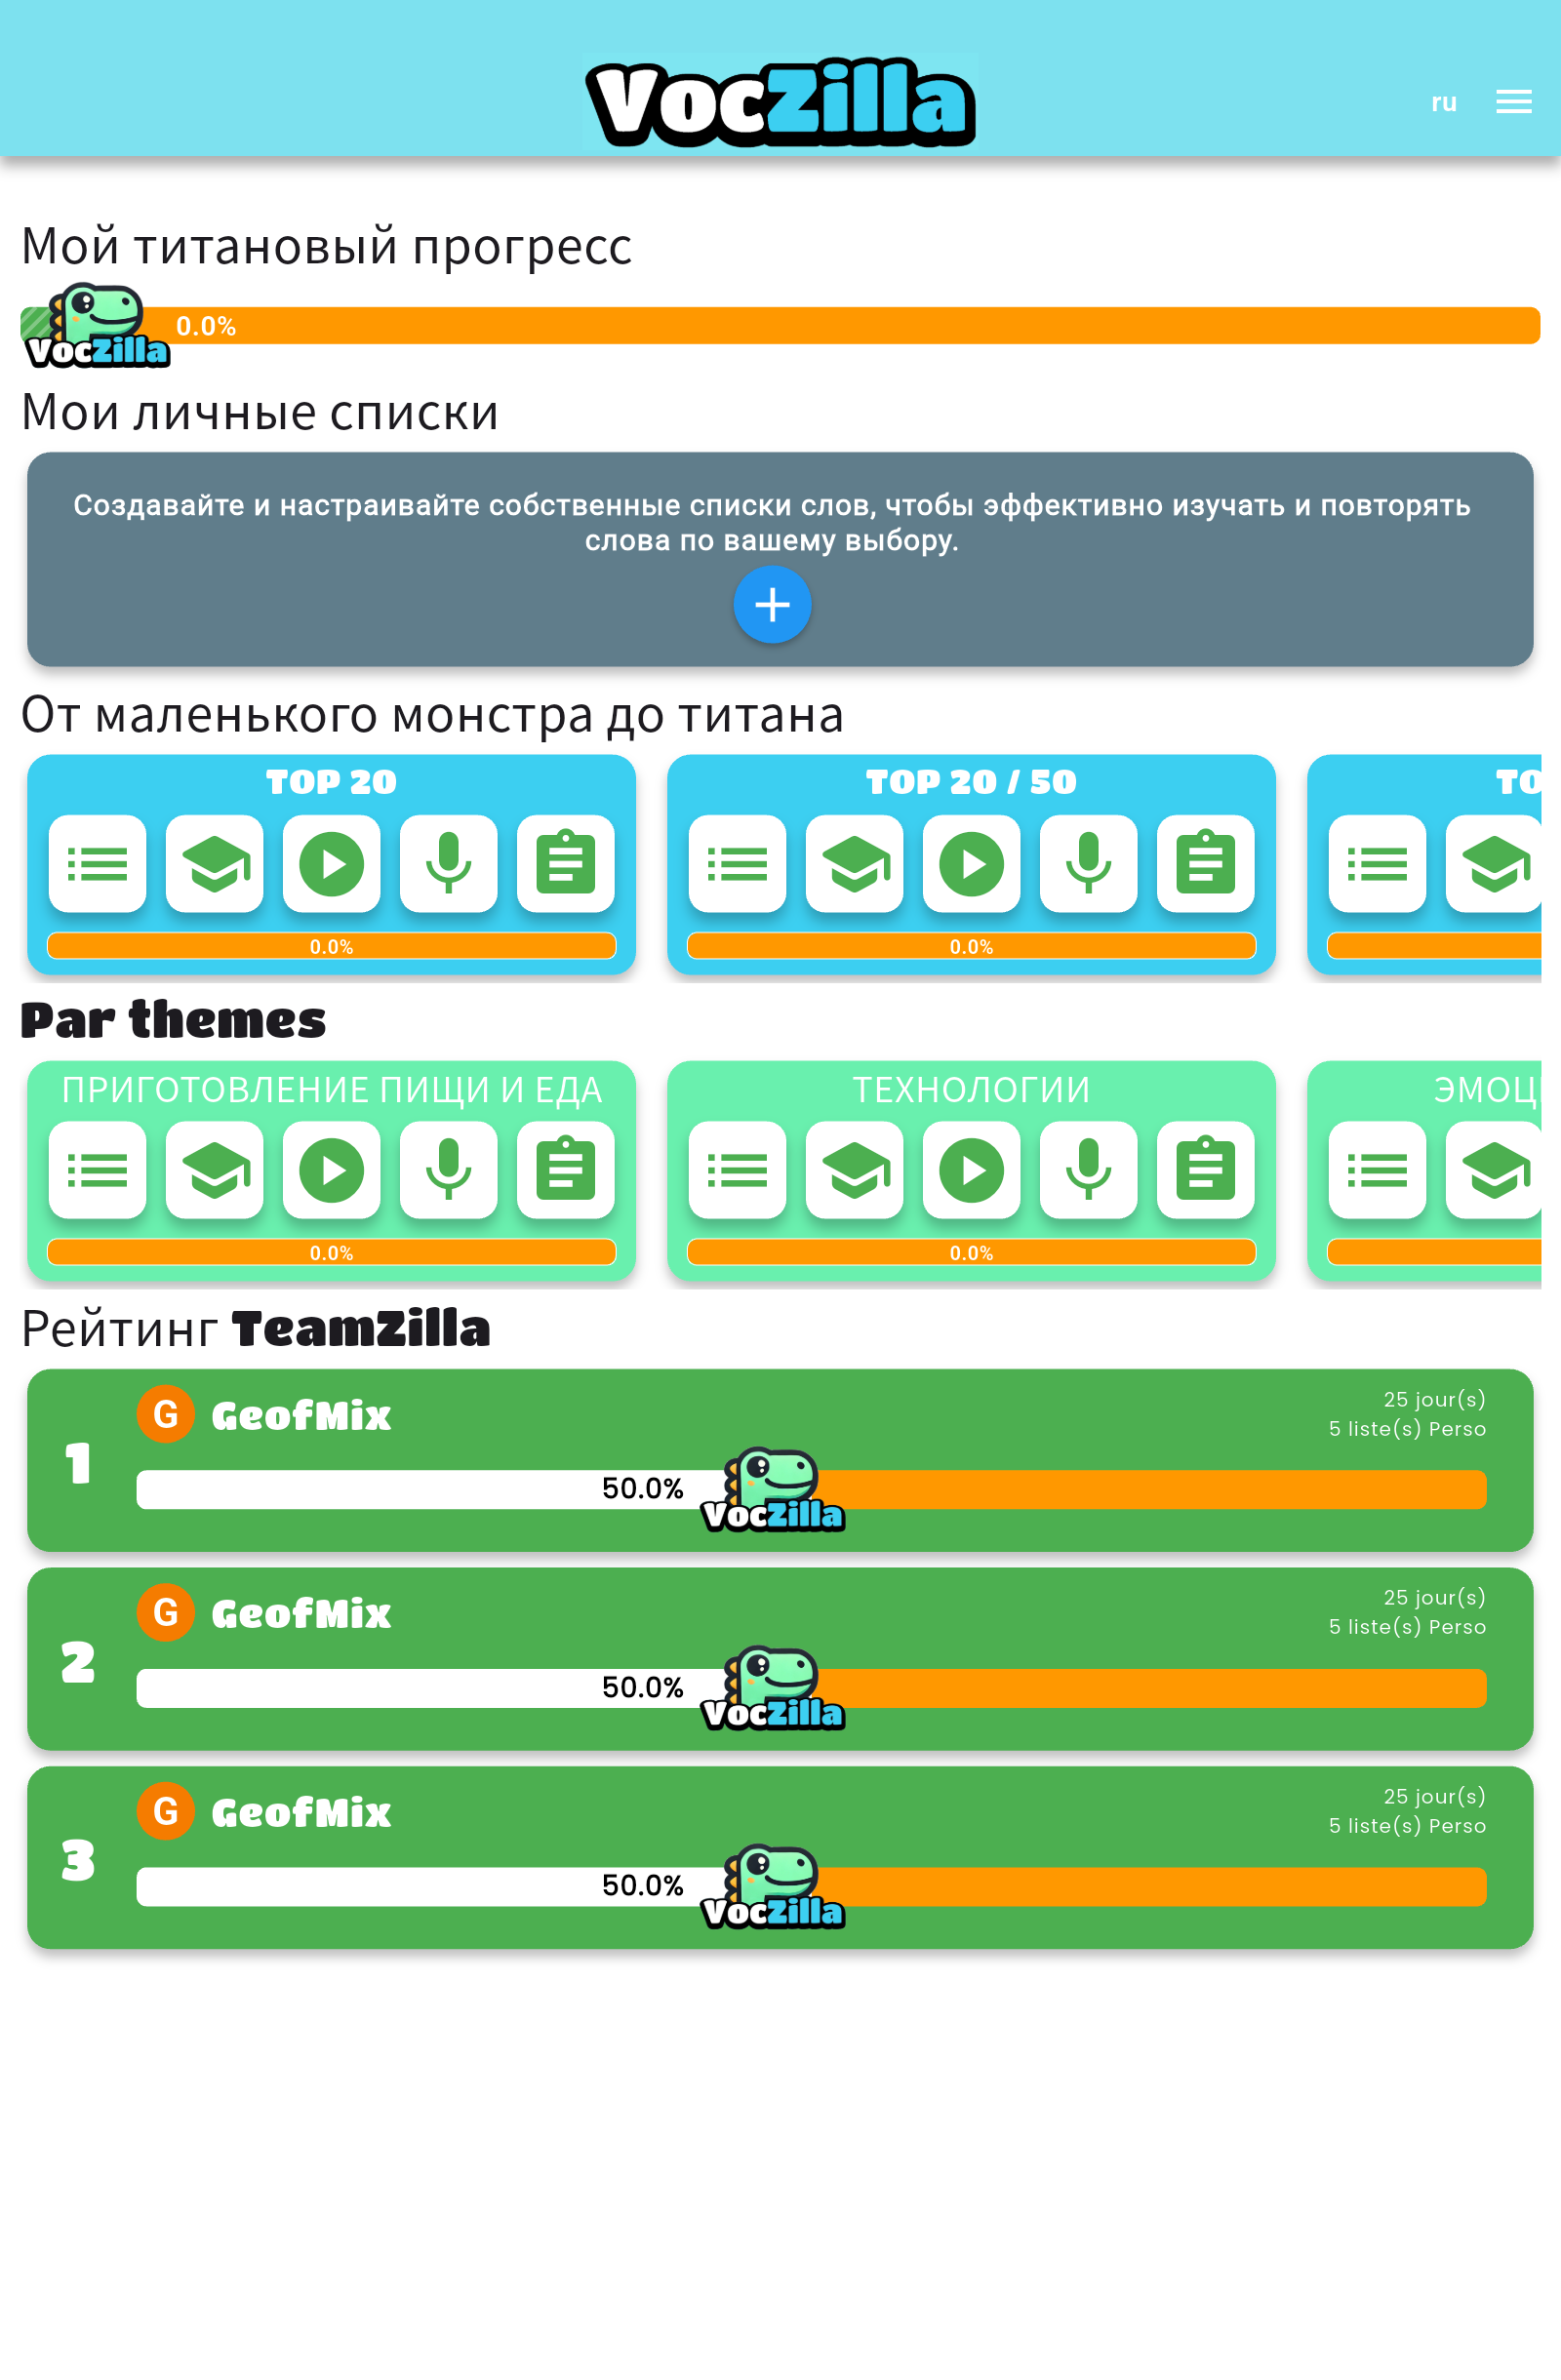 VocZilla
ru
Мой титановый прогресс
VocZilla
0.0%
Мои личные списки
Создавайте и настраивайте собственные списки слов, чтобы эффективно изучать и повторять
слова по вашему выбору.
От маленького монстра до титана
TOP 20
TOP 20 / 50
TO
0.0%
0.0%
Par themes
ПРИГОТОВЛЕНИЕ ПИЩИ И ЕДА
ТЕХНОЛОГИИ
ЭМОЦ
0.0%
0.0%
Рейтинг TeamZilla
1
G
GeofMix
25 jour(s)
5 liste(s) Perso
50.0%
VocZilla
2
G
GeofMix
25 jour(s)
5 liste(s) Perso
50.0%
VocZilla
3
G
GeofMix
25 jour(s)
5 liste(s) Perso
50.0%
VocZilla